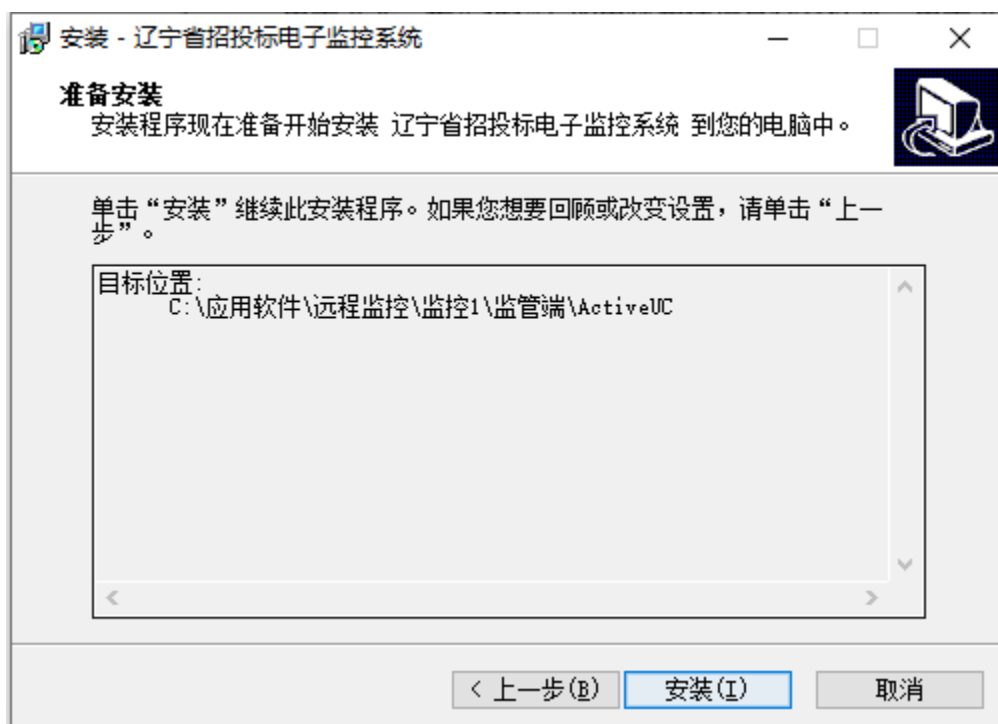 安装 - 辽宁省招投标电子监控系统
准备安装
安装程序现在准备开始安装 辽宁省招投标电子监控系统 到您的电脑中。
单击“安装”继续此安装程序。如果您想要回顾或改变设置，请单击“上一
步”。
目标位置:
C:\应用软件\远程监控\监控1\监管端\ActiveUC
< 上一步(B)
安装(I)
取消